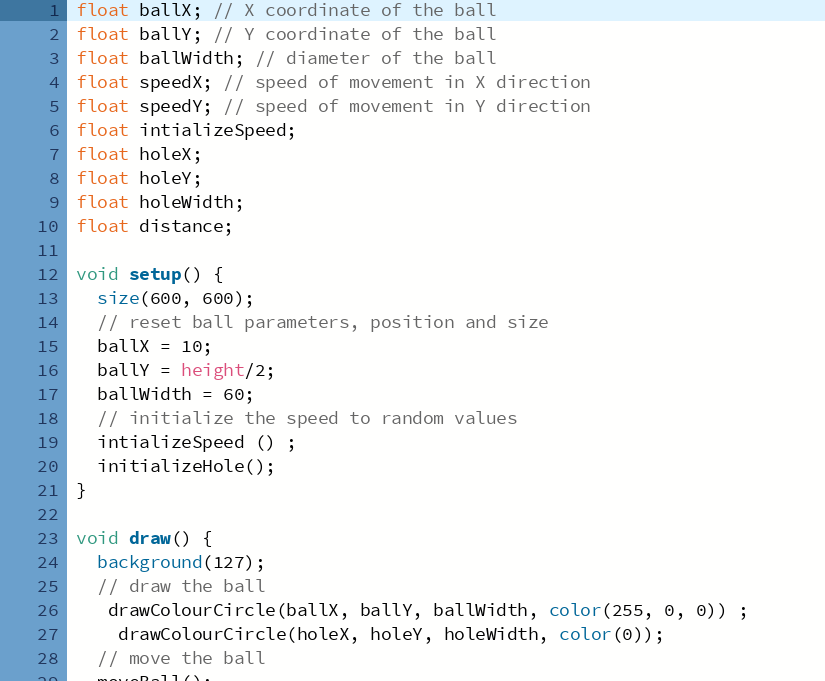 1 float ballX; // X coordinate of the ball
2 float ballY; // Y coordinate of the ball
3 float ballWidth; // diameter of the ball
4 float speedX; // speed of movement in X direction
5 float speedY; // speed of movement in Y direction
6 float intializeSpeed;
7 float holeX;
8 float holeY;
9 float holeWidth;
10 float distance;
11
12 void setup() {
13   size(600, 600);
14   // reset ball parameters, position and size
15   ballX = 10;
16   ballY = height/2;
17   ballWidth = 60;
18   // initialize the speed to random values
19   intializeSpeed () ;
20   initializeHole();
21 }
22
23 void draw() {
24   background(127);
25   // draw the ball
26    drawColourCircle(ballX, ballY, ballWidth, color(255, 0, 0)) ;
27     drawColourCircle(holeX, holeY, holeWidth, color(0));
28   // move the ball
29   moveBall();